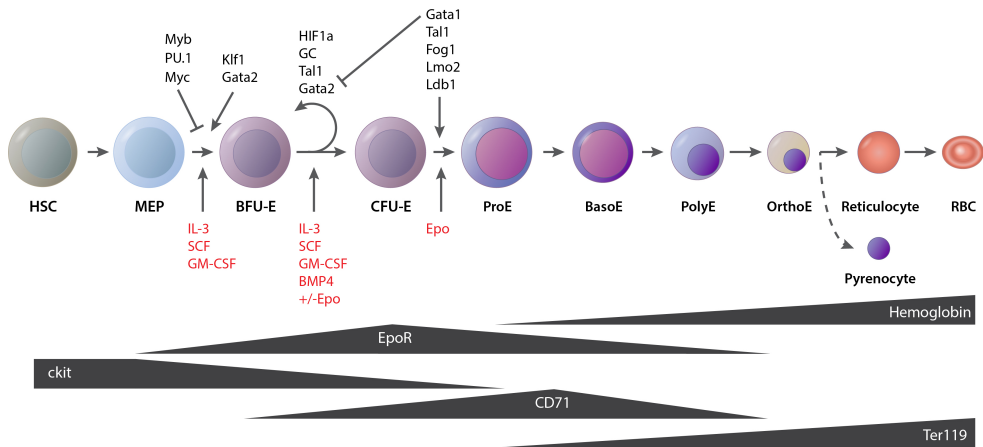 Myb
PU.1
Myc
Klf1
Gata2
HIF1a
GC
Tal1
Gata2
Gata1
Tal1
Fog1
Lmo2
Ldb1
HSC
MEP
BFU-E
CFU-E
ProE
BasoE
PolyE
OrthoE
Reticulocyte
RBC
IL-3
SCF
GM-CSF
IL-3
SCF
GM-CSF
BMP4
+/-Epo
Epo
Pyrenocyte
Hemoglobin
EpoR
ckit
CD71
Ter119